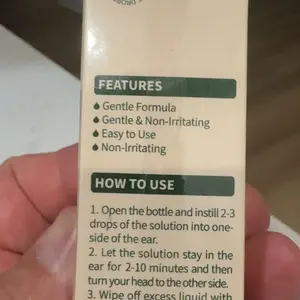 FEATURES
Gentle Formula
Gentle & Non-Irritating
Easy to Use
Non-Irritating
HOW TO USE
1. Open the bottle and instill 2-3
drops of the solution into one-
side of the ear.
2. Let the solution stay in the
ear for 2-10 minutes and then
turn your head to the other side.
3. Wipe off excess liquid with